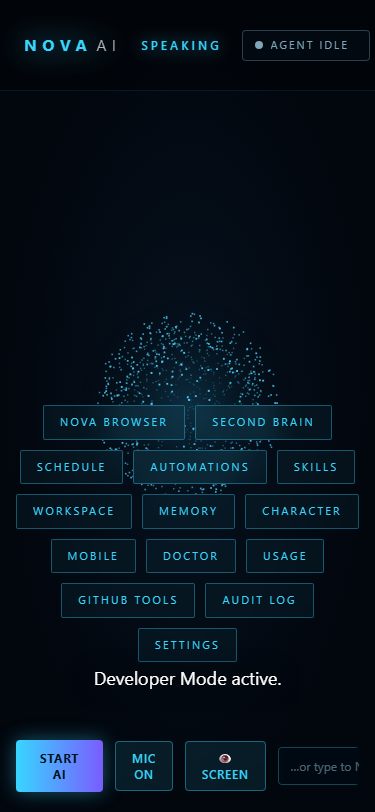 NOVA AI SPEAKING AGENT IDLE
NOVA BROWSER SECOND BRAIN
SCHEDULE AUTOMATIONS SKILLS
WORKSPACE MEMORY CHARACTER
MOBILE DOCTOR USAGE
GITHUB TOOLS AUDIT LOG
SETTINGS
Developer Mode active.
START
AI
MIC
ON
SCREEN
...or type to